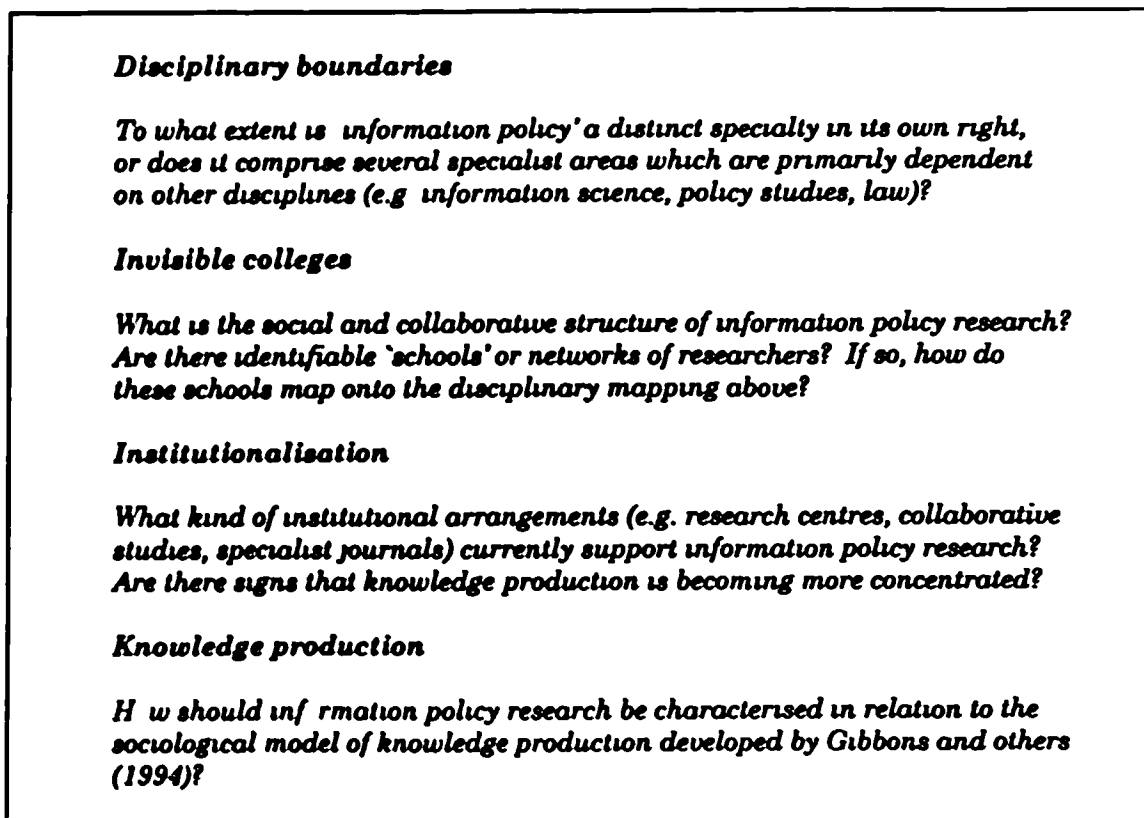 Disciplinary boundaries
To what extent is information policy' a distinct specialty in its own right,
or does it comprise several specialist areas which are primarily dependent
on other disciplines (e.g information science, policy studies, law)?
Invisible colleges
What is the social and collaborative structure of information policy research?
Are there identifiable `schools' or networks of researchers? If so, how do
these schools map onto the disciplinary mapping above?
Institutionalisation
What kind of institutional arrangements (e.g. research centres, collaborative
studies, specialist journals) currently support information policy research?
Are there signs that knowledge production is becoming more concentrated?
Knowledge production
H w should inf rmation policy research be characterised in relation to the
sociological model of knowledge production developed by Gibbons and others
(1994)?